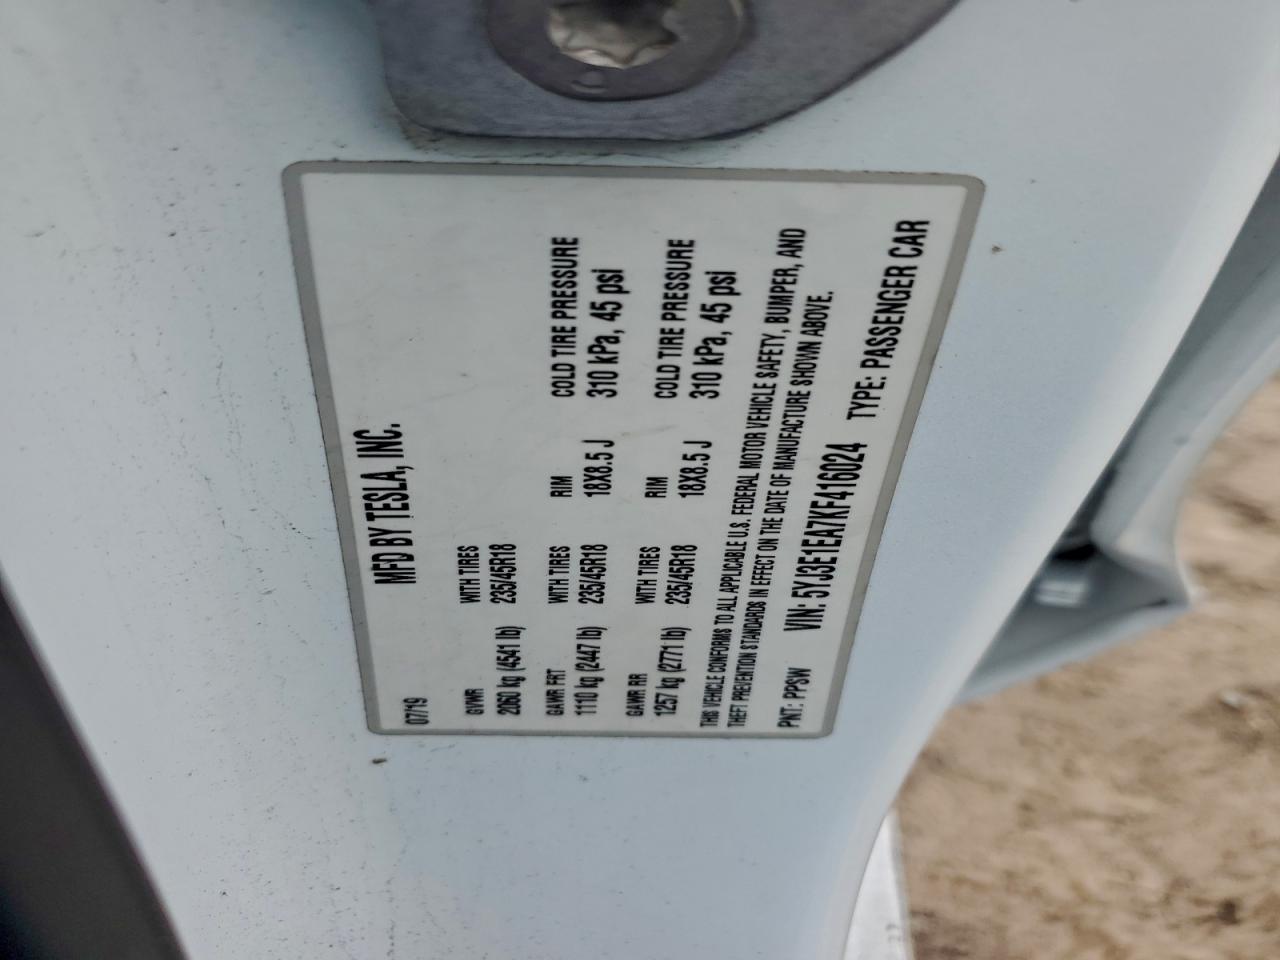 MFD BY TESLA, INC.
07/19
GVWR WITH TIRES RIM COLD TIRE PRESSURE
2060 kg (4541 lb) 235/45R18 18X8.5 J 310 kPa, 45 psi
GAWR FRT WITH TIRES RIM COLD TIRE PRESSURE
1110 kg (2447 lb) 235/45R18 18X8.5 J 310 kPa, 45 psi
GAWR RR WITH TIRES
1257 kg (2771 lb) 235/45R18
THIS VEHICLE CONFORMS TO ALL APPLICABLE U.S. FEDERAL MOTOR VEHICLE SAFETY, BUMPER, AND
THEFT PREVENTION STANDARDS IN EFFECT ON THE DATE OF MANUFACTURE SHOWN ABOVE.
PNT: PPSW VIN: 5YJ3E1EA7KF416024 TYPE: PASSENGER CAR